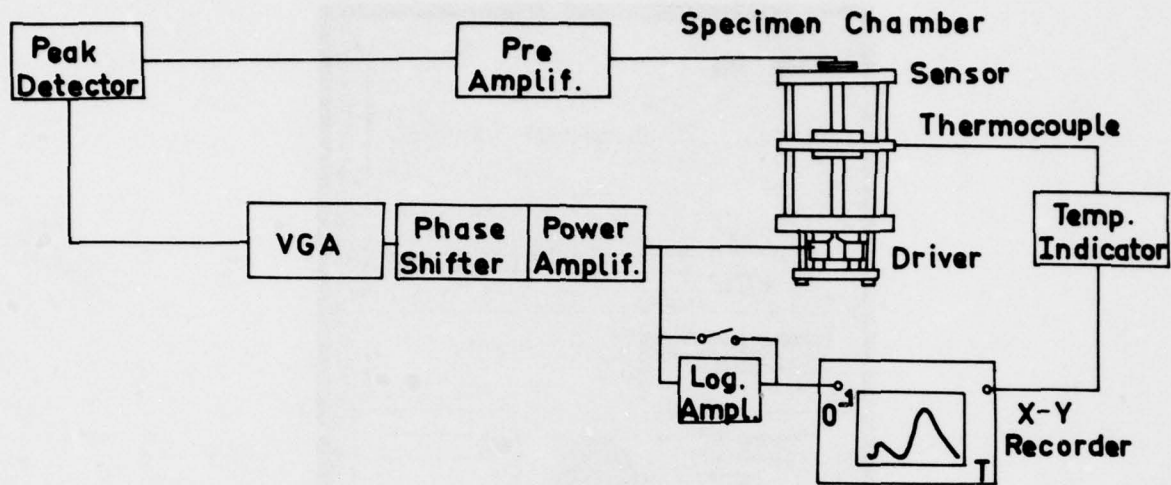 Specimen Chamber
Peak
Detector
Pre
Amplif.
Sensor
Thermocouple
VGA
Phase
Shifter
Power
Amplif.
Driver
Temp.
Indicator
Log.
Ampl.
Q⁻¹
T
X-Y
Recorder